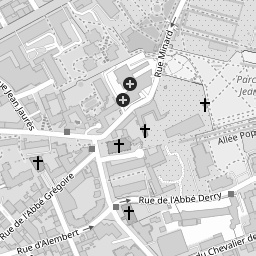 Rue Minard
Parc
Jean
Rue Jean Jaurès
Allée Pop
Rue de l'Abbé Derry
Rue de l'Abbé Grégoire
Rue d'Alembert
du Chevalier de